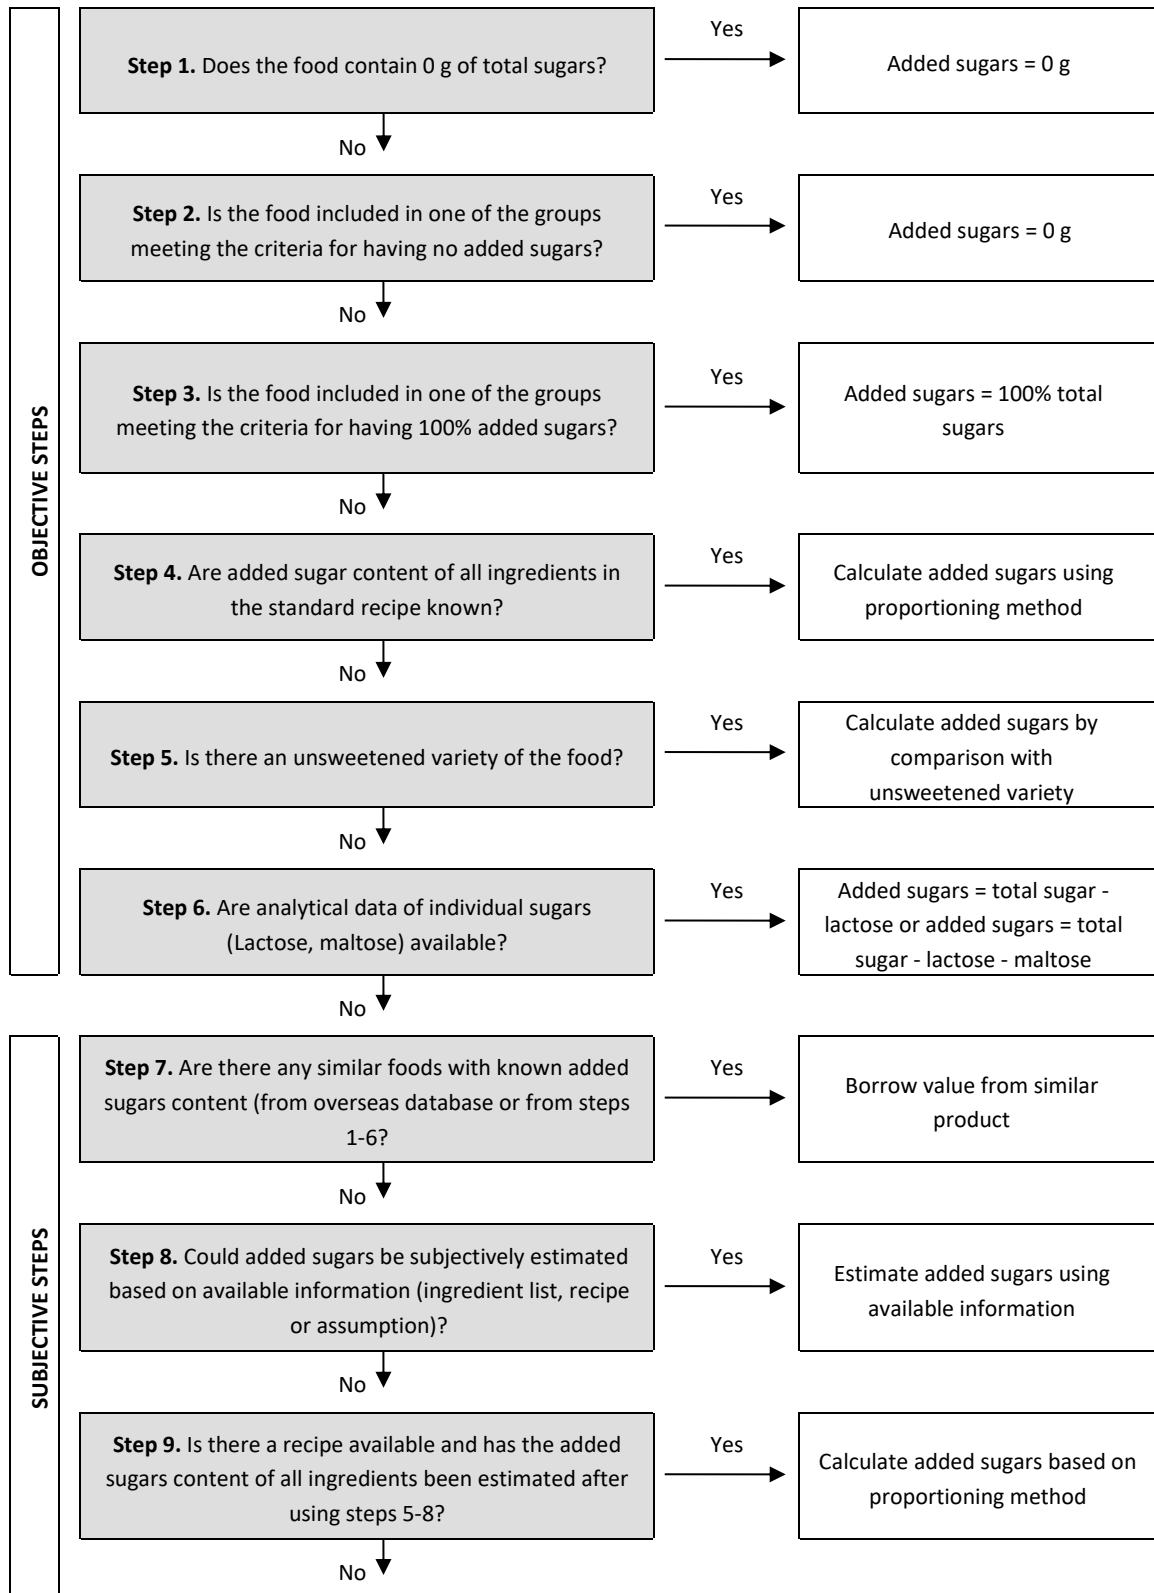 OBJECTIVE STEPS
Step 1. Does the food contain 0 g of total sugars?
Yes
Added sugars = 0 g
No
Step 2. Is the food included in one of the groups
meeting the criteria for having no added sugars?
Yes
Added sugars = 0 g
No
Step 3. Is the food included in one of the groups
meeting the criteria for having 100% added sugars?
Yes
Added sugars = 100% total
sugars
No
Step 4. Are added sugar content of all ingredients in
the standard recipe known?
Yes
Calculate added sugars using
proportioning method
No
Step 5. Is there an unsweetened variety of the food?
Yes
Calculate added sugars by
comparison with
unsweetened variety
No
Step 6. Are analytical data of individual sugars
(Lactose, maltose) available?
Yes
Added sugars = total sugar -
lactose or added sugars = total
sugar - lactose - maltose
No
SUBJECTIVE STEPS
Step 7. Are there any similar foods with known added
sugars content (from overseas database or from steps
1-6?
Yes
Borrow value from similar
product
No
Step 8. Could added sugars be subjectively estimated
based on available information (ingredient list, recipe
or assumption)?
Yes
Estimate added sugars using
available information
No
Step 9. Is there a recipe available and has the added
sugars content of all ingredients been estimated after
using steps 5-8?
Yes
Calculate added sugars based on
proportioning method
No